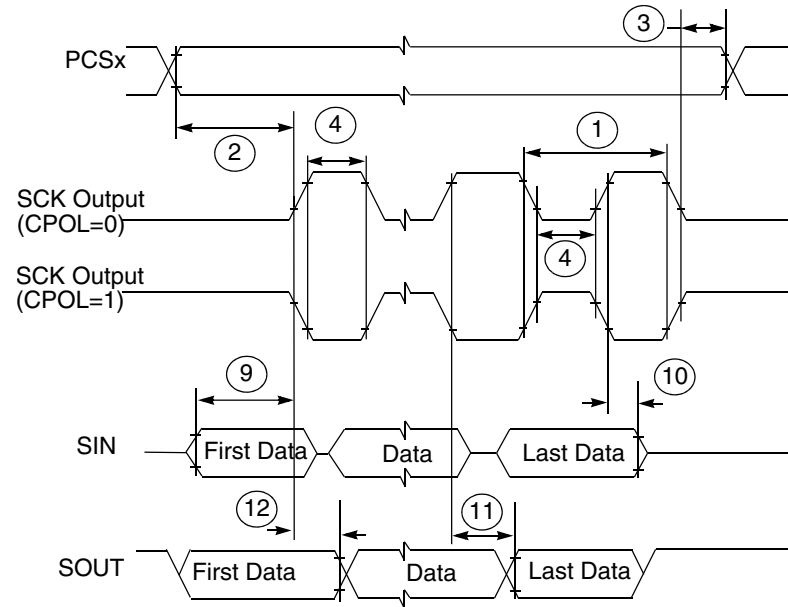 3
PCSx
2
4
1
SCK Output
(CPOL=0)
4
SCK Output
(CPOL=1)
9
10
SIN
First Data
Data
Last Data
12
11
SOUT
First Data
Data
Last Data